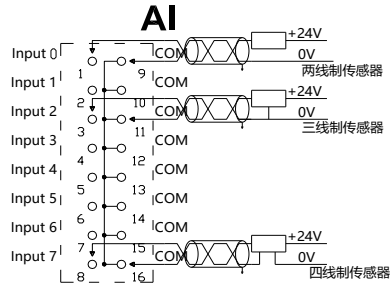 AI
Input 0 COM +24V
1 9 0V
两线制传感器
Input 1
2 10 +24V
Input 2 COM 0V
3 11 三线制传感器
Input 3 COM
4 12
Input 4 COM
5 13
Input 5 COM
6 14
Input 6 COM
7 15 +24V
Input 7 COM 0V
8 16 四线制传感器